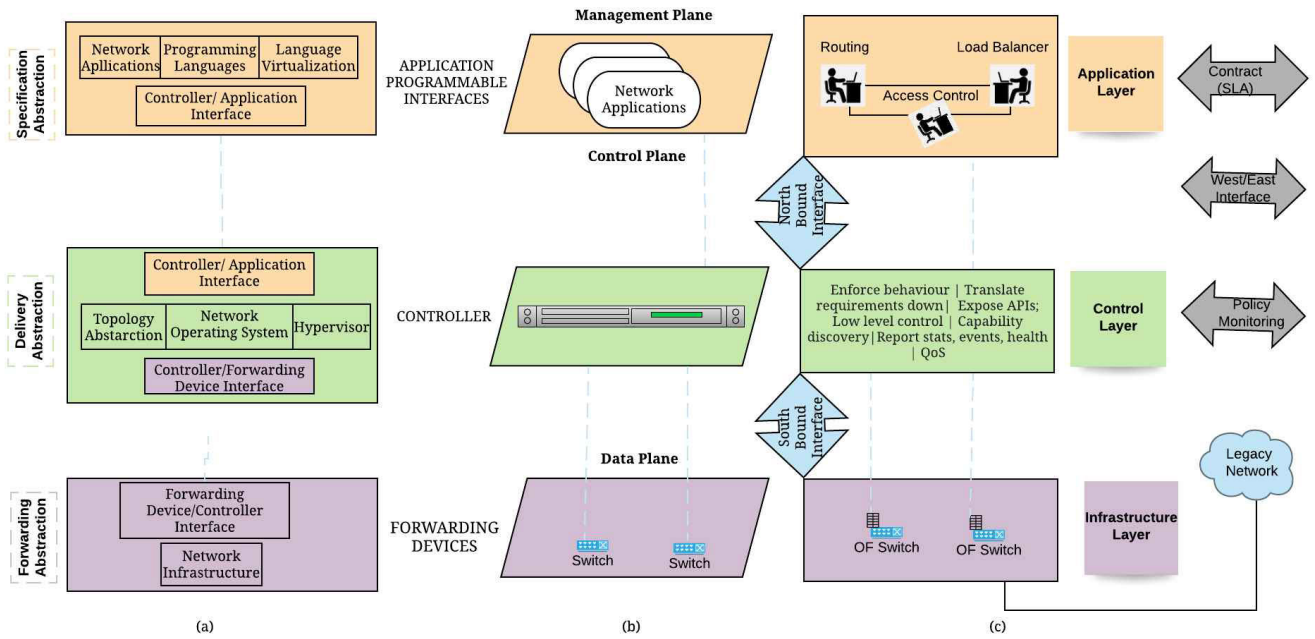 Specification
Abstraction
Network
Apllications
Programming
Languages
Language
Virtualization
Controller/ Application
Interface
Delivery
Abstraction
Controller/ Application
Interface
Topology
Abstarction
Network
Operating System
Hypervisor
Controller/Forwarding
Device Interface
Forwarding
Abstraction
Forwarding
Device/Controller
Interface
Network
Infrastructure
(a)
Management Plane
APPLICATION
PROGRAMMABLE
INTERFACES
Network
Applications
Control Plane
CONTROLLER
Data Plane
FORWARDING
DEVICES
Switch
Switch
(b)
Routing
Load Balancer
Access Control
North
Bound
Interface
Enforce behaviour | Translate
requirements down| Expose APIs;
Low level control | Capability
discovery|Report stats, events, health
| QoS
South
Bound
Interface
OF Switch
OF Switch
(c)
Application
Layer
Control
Layer
Infrastructure
Layer
Contract
(SLA)
West/East
Interface
Policy
Monitoring
Legacy
Network